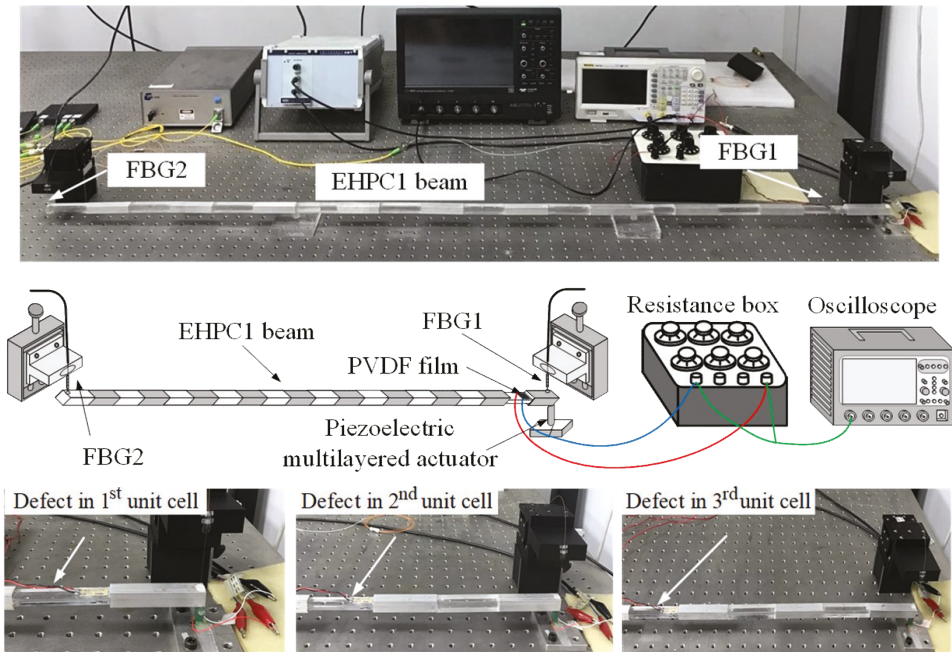 FBG2
EHPC1 beam
FBG1
EHPC1 beam
FBG1
PVDF film
Resistance box
Oscilloscope
Piezoelectric
multilayered actuator
FBG2
Defect in 1st unit cell
Defect in 2nd unit cell
Defect in 3rd unit cell